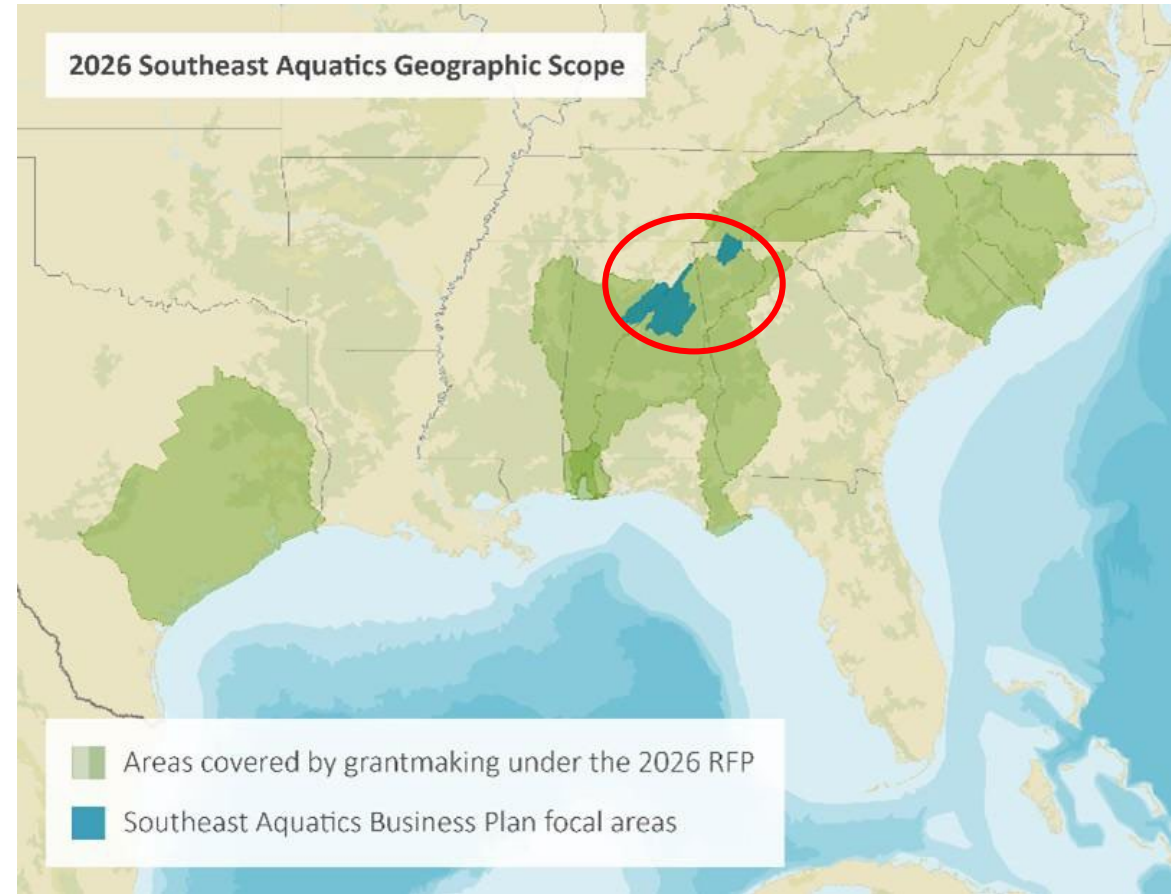 2026 Southeast Aquatics Geographic Scope
Areas covered by grantmaking under the 2026 RFP
Southeast Aquatics Business Plan focal areas